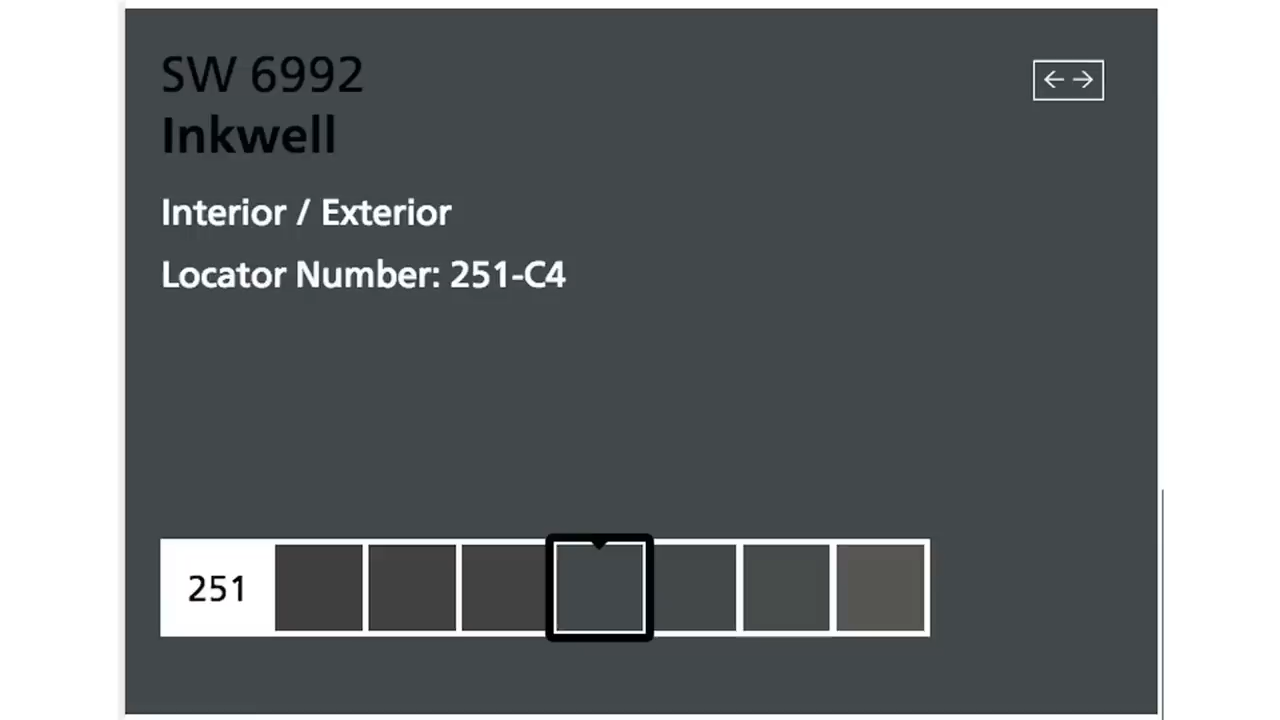 SW 6992
Inkwell
Interior / Exterior
Locator Number: 251-C4
251